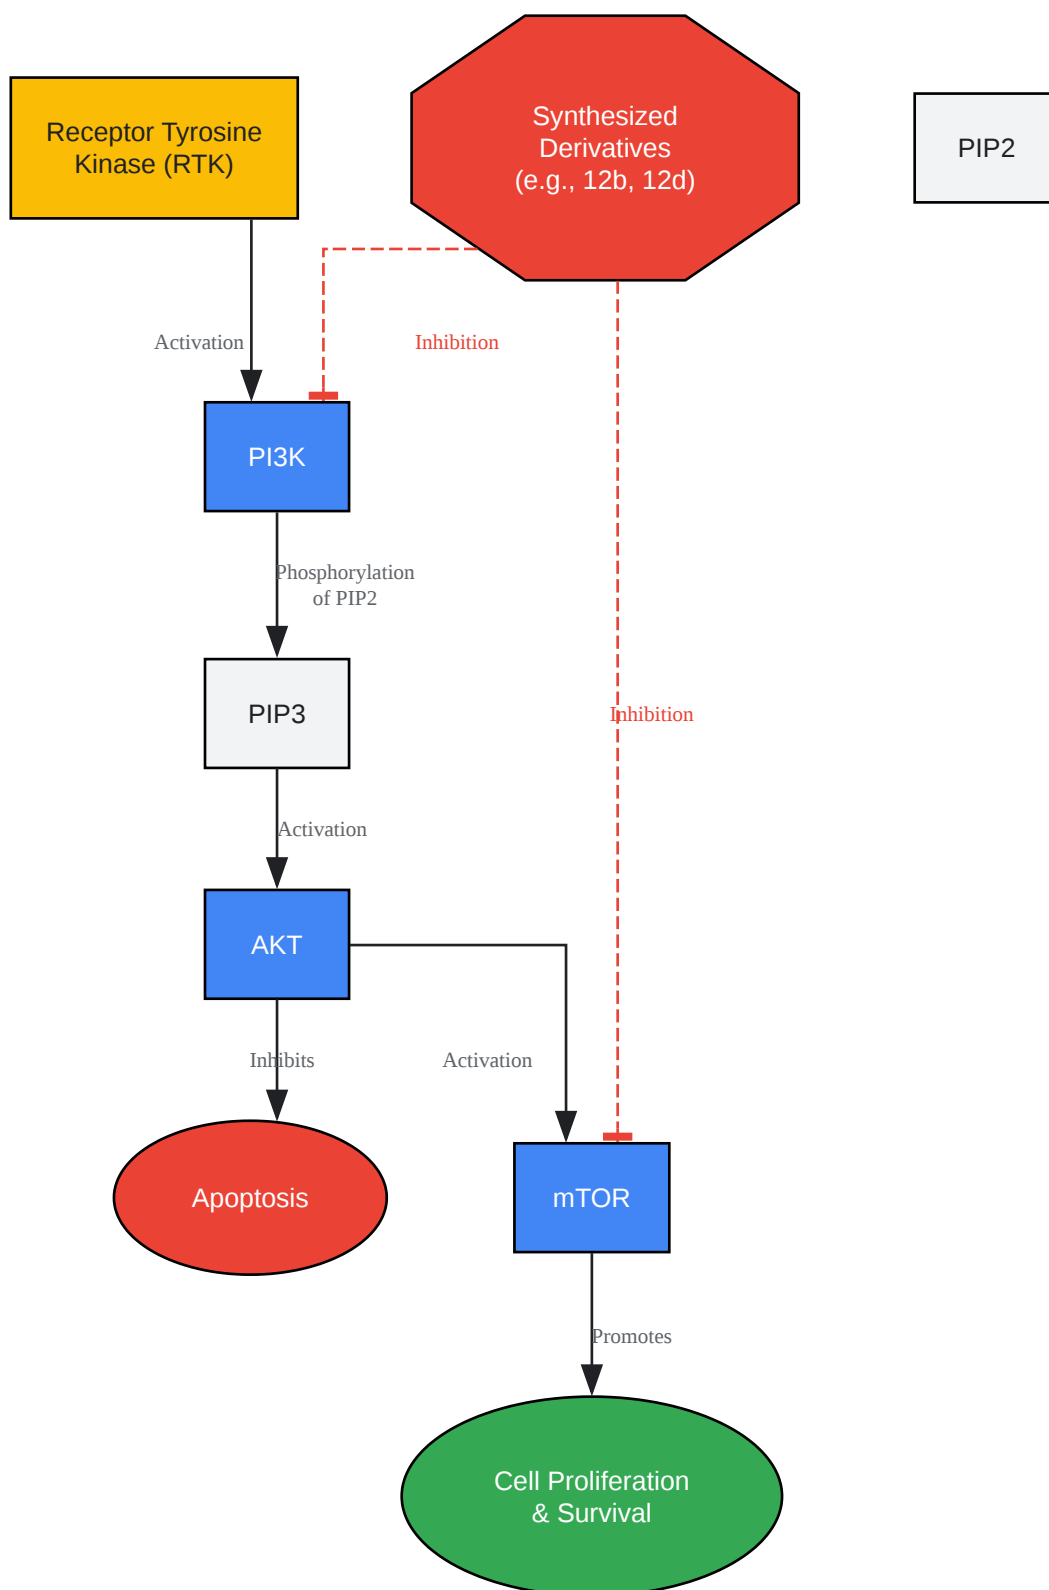 Receptor Tyrosine
Kinase (RTK)
Synthesized
Derivatives
(e.g., 12b, 12d)
PIP2
Activation
Inhibition
PI3K
Phosphorylation
of PIP2
PIP3
Inhibition
Activation
AKT
Inhibits
Activation
Apoptosis
mTOR
Promotes
Cell Proliferation
& Survival